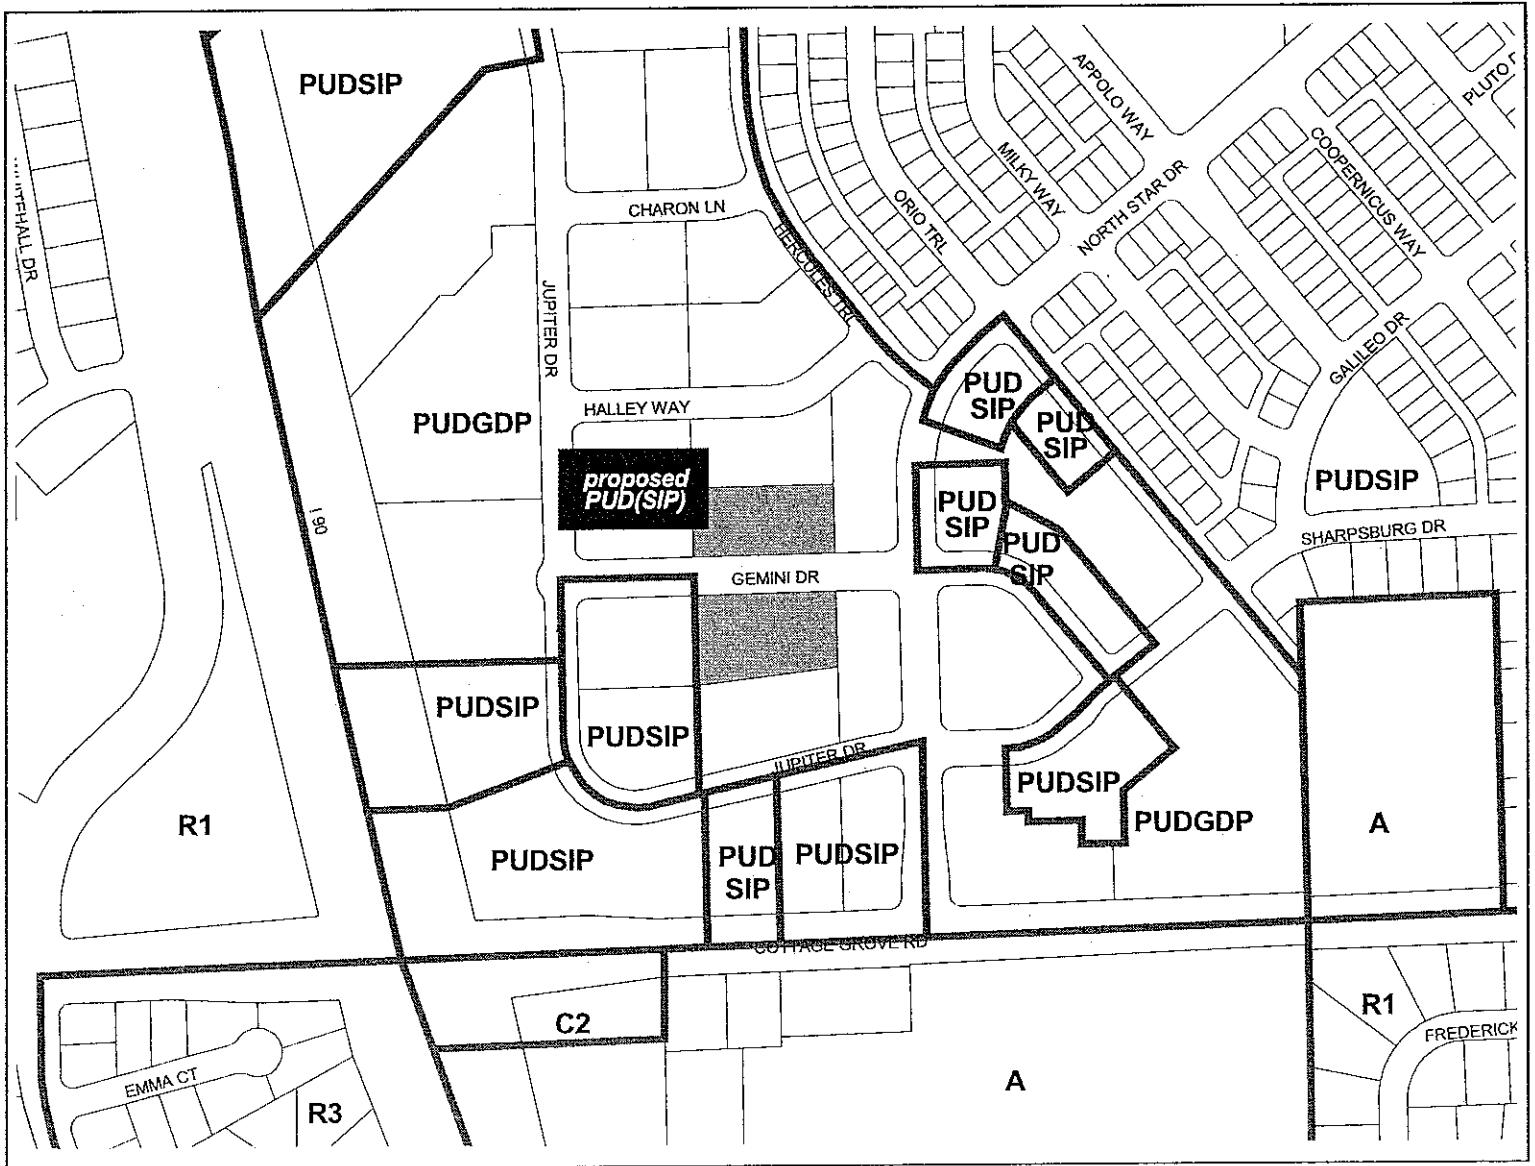 PUDSIP
APPOLO WAY
PLUTO
COOPERNICUS WAY
MILKY WAY
NORTH STAR DR
ORIO TRL
CHARON LN
HERCULES TRL
JUPITER DR
GALILEO DR
PUD
SIP
HALLEY WAY
PUDGDP
PUD
SIP
proposed
PUD(SIP)
PUDSIP
PUD
SIP
I 90
SHARPSBURG DR
PUD
SIP
GEMINI DR
PUDSIP
PUDSIP
JUPITER DR
PUDSIP
R1
PUDGDP
A
PUDSIP
PUD
SIP
PUDSIP
COTTAGE GROVE RD
C2
R1
FREDERICK
EMMA CT
A
R3